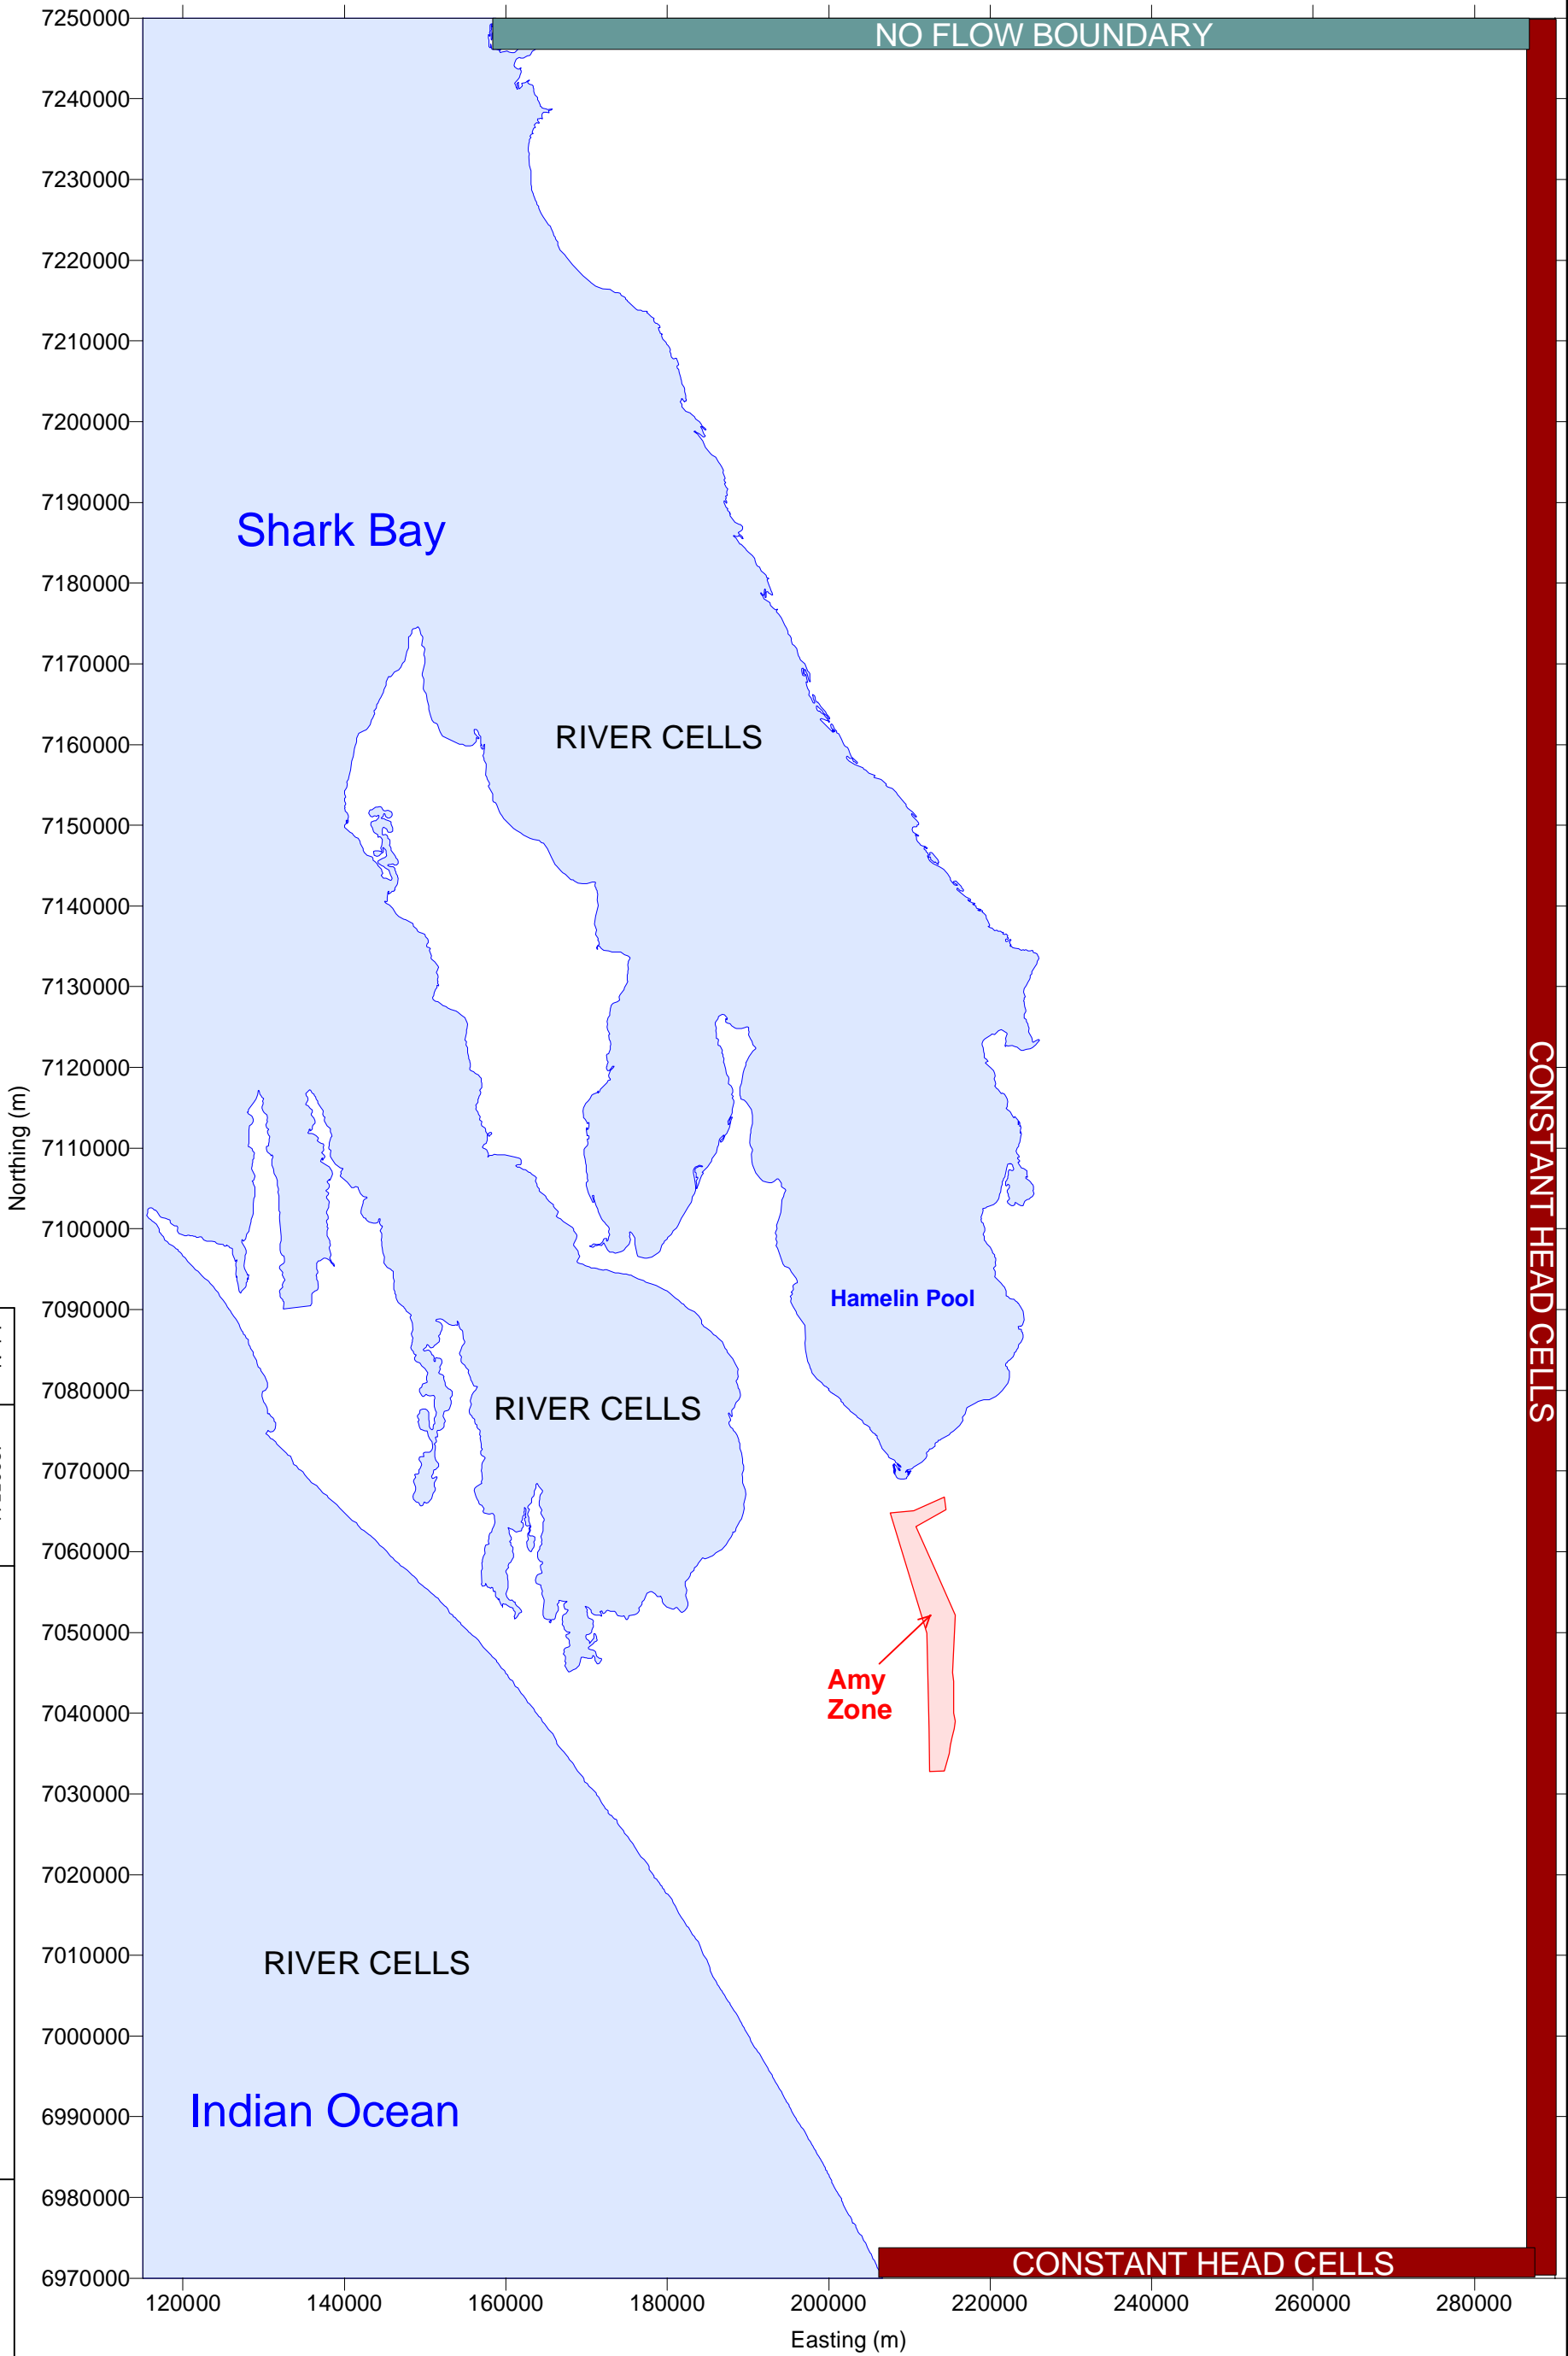 7250000
NO FLOW BOUNDARY
7240000
7230000
7220000
7210000
7200000
7190000
Shark Bay
7180000
7170000
RIVER CELLS
7160000
7150000
7140000
7130000
7120000
CONSTANT HEAD CELLS
Northing (m)
7110000
7100000
Hamelin Pool
7090000
7080000
RIVER CELLS
7070000
7060000
7050000
Amy
Zone
7040000
7030000
7020000
7010000
RIVER CELLS
7000000
6990000
Indian Ocean
6980000
6970000
CONSTANT HEAD CELLS
120000 140000 160000 180000 200000 220000 240000 260000 280000
Easting (m)